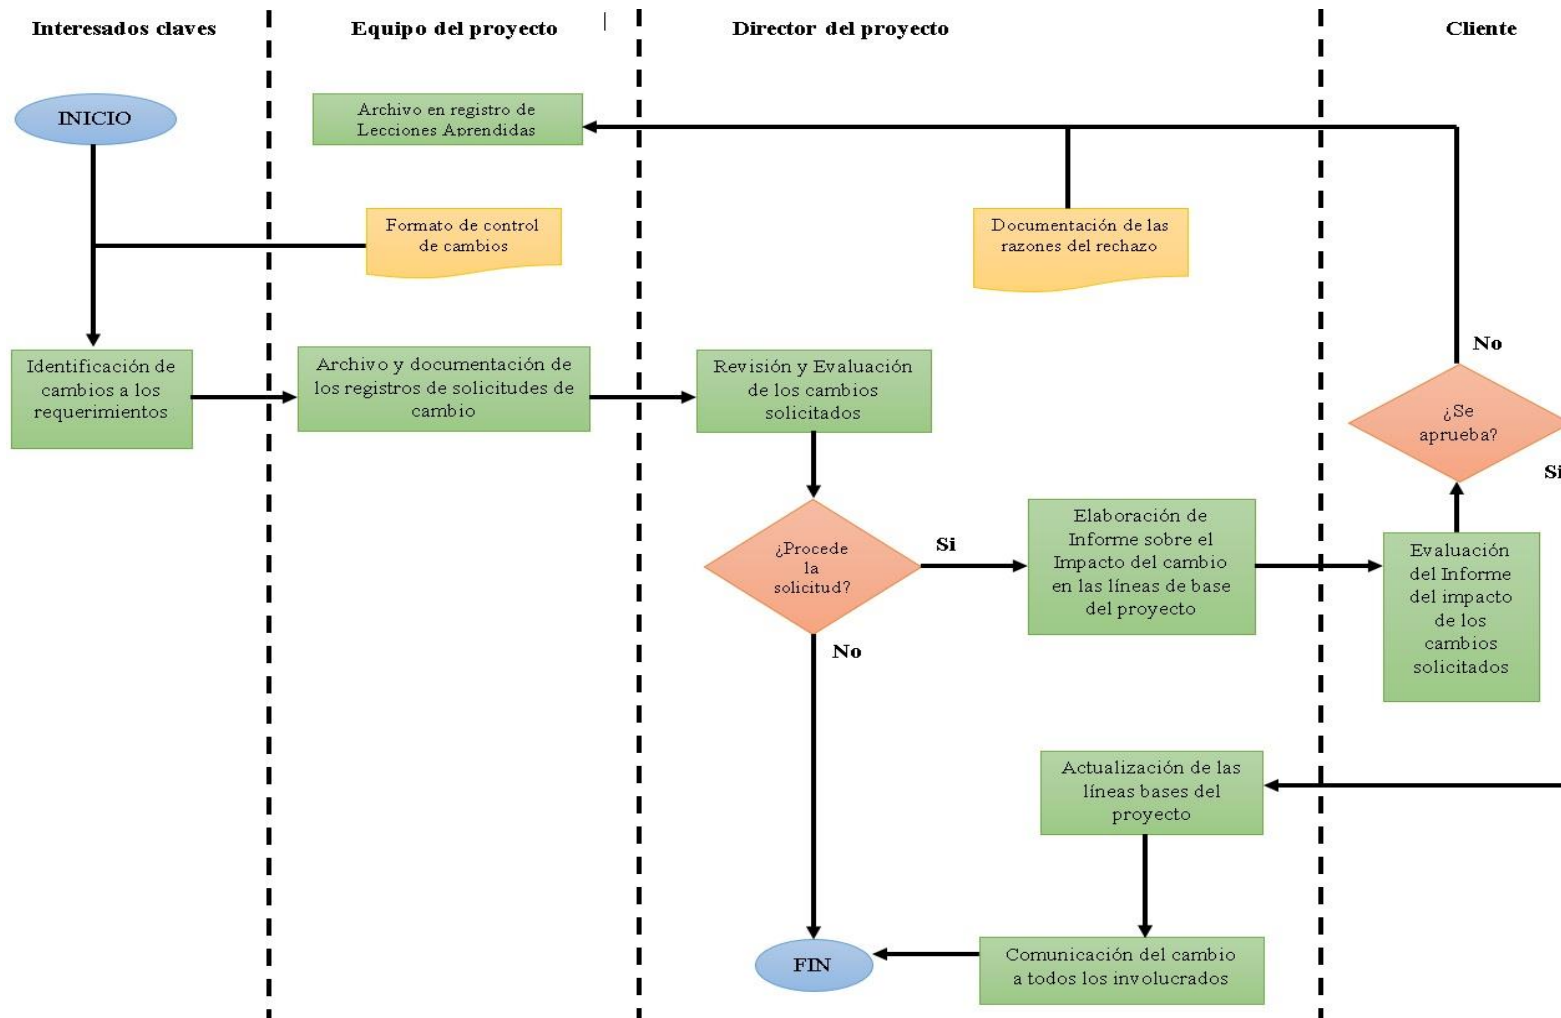 Interesados claves
Equipo del proyecto
Director del proyecto
Cliente
INICIO
Archivo en registro de
Lecciones Aprendidas
Formato de control
de cambios
Documentación de las
razones del rechazo
Identificación de
cambios a los
requerimientos
Archivo y documentación de
los registros de solicitudes de
cambio
Revisión y Evaluación
de los cambios
solicitados
No
¿Se
aprueba?
Si
¿Procede
la
solicitud?
Si
No
Elaboración de
Informe sobre el
Impacto del cambio
en las líneas de base
del proyecto
Evaluación
del Informe
del impacto
de los
cambios
solicitados
Actualización de las
líneas bases del
proyecto
Comunicación del cambio
a todos los involucrados
FIN